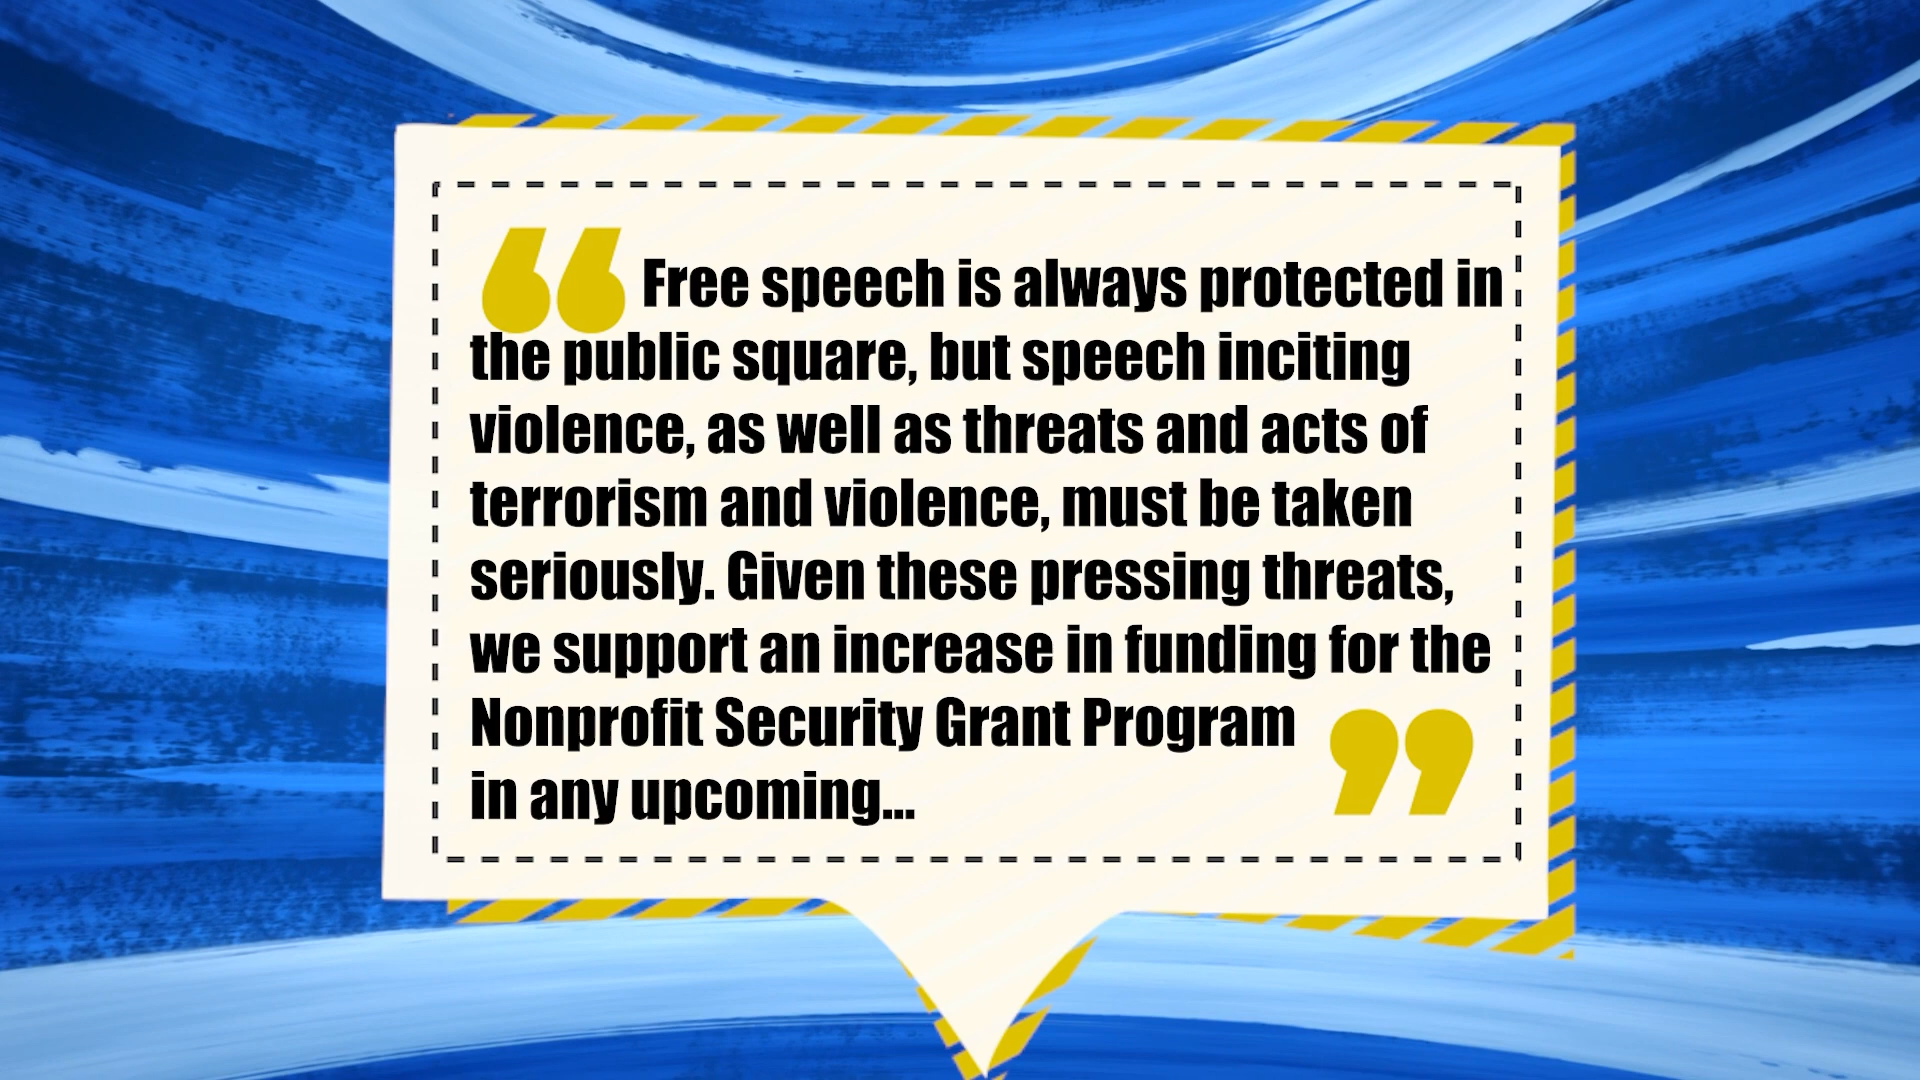 “ Free speech is always protected in
the public square, but speech inciting
violence, as well as threats and acts of
terrorism and violence, must be taken
seriously. Given these pressing threats,
we support an increase in funding for the
Nonprofit Security Grant Program
in any upcoming... ”